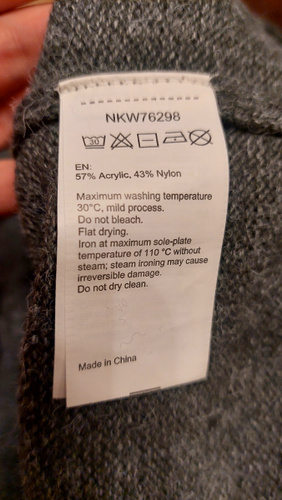 NKW76298
30
EN:
57% Acrylic, 43% Nylon
Maximum washing temperature
30°C, mild process.
Do not bleach.
Flat drying.
Iron at maximum sole-plate
temperature of 110 °C without
steam; steam ironing may cause
irreversible damage.
Do not dry clean.
Made in China